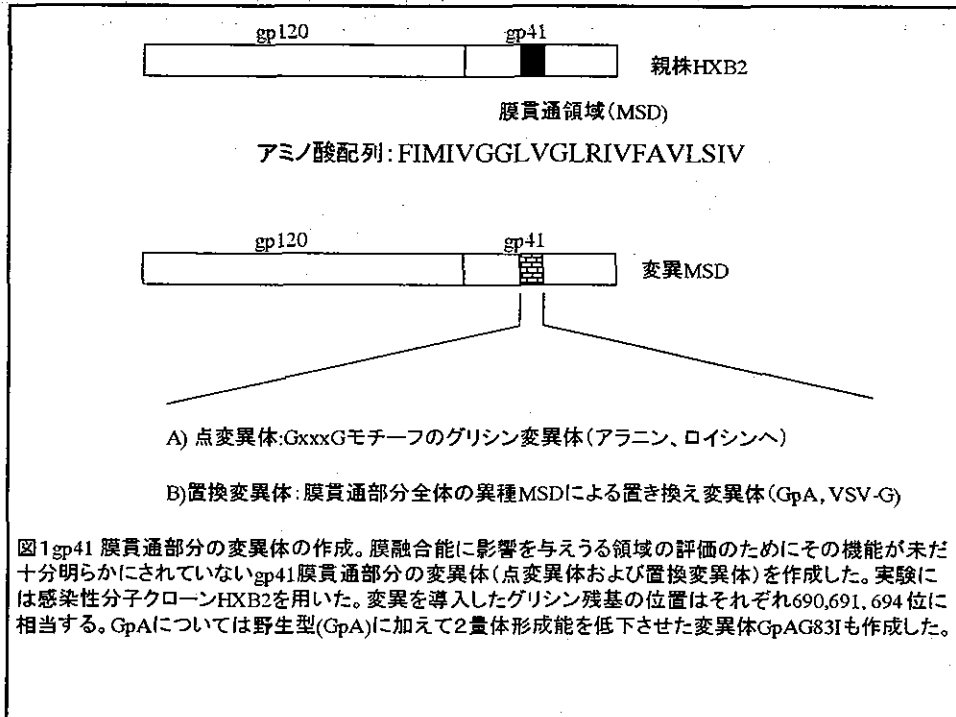 gp120 gp41
親株HXB2
膜貫通領域(MSD)
アミノ酸配列:FIMIVGGLVGLRIVFAVLSIV
gp120 gp41
変異MSD
A) 点変異体:GxxxGモチーフのグリシン変異体(アラニン、ロイシンへ)
B)置換変異体:膜貫通部分全体の異種MSDによる置き換え変異体(GpA, VSV-G)
図1gp41 膜貫通部分の変異体の作成。膜融合能に影響を与えうる領域の評価のためにその機能が未だ
十分明らかにされていないgp41膜貫通部分の変異体(点変異体および置換変異体)を作成した。実験に
は感染性分子クローンHXB2を用いた。変異を導入したグリシン残基の位置はそれぞれ690,691, 694 位に
相当する。GpAについては野生型(GpA)に加えて2量体形成能を低下させた変異体GpAG83Iも作成した。